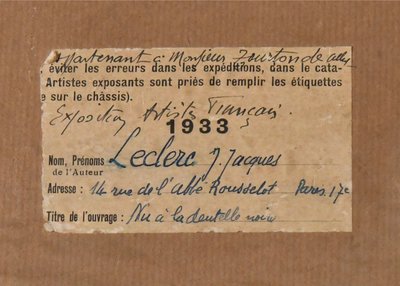 appartenant à Monsieur
éviter les erreurs dans les expéditions, dans le cata-
Artistes exposants sont priés de remplir les étiquettes
e sur le châssis).
Exposition Artistes Français.
1933
Nom, Prénoms Leclerc J. Jacques
de l'Auteur
Adresse : 14 rue de l'Abbé Rousselot Paris. 17e
Titre de l'ouvrage : Nu à la dentelle noire